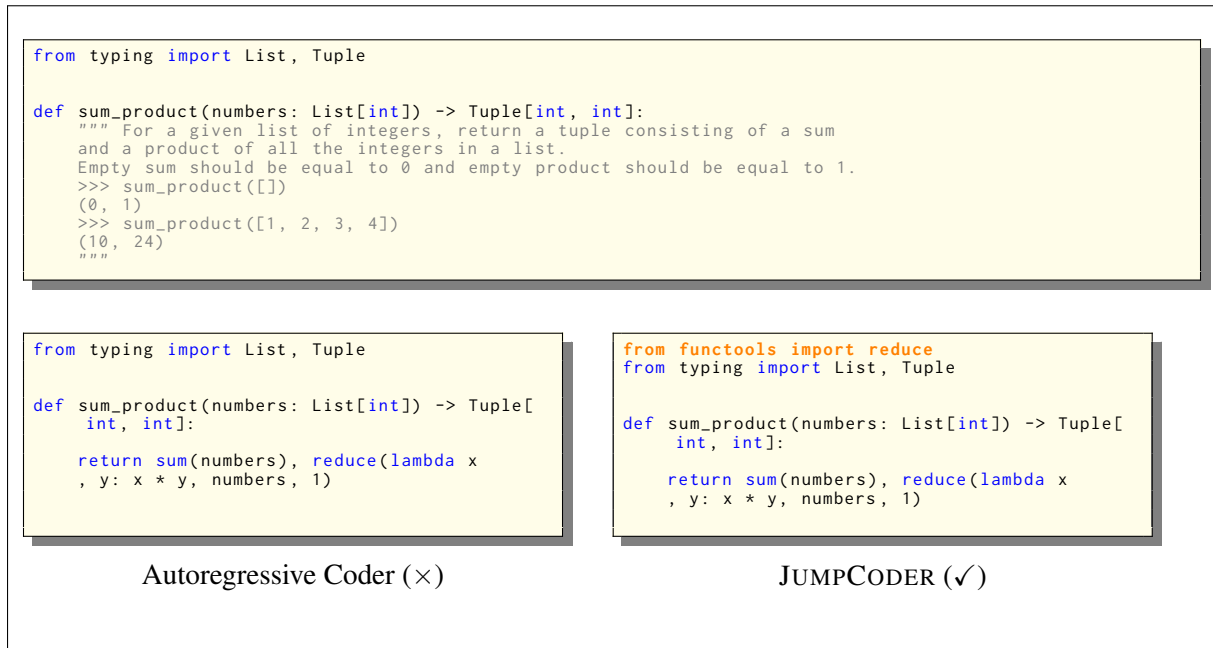 from typing import List, Tuple
def sum_product(numbers: List[int]) -> Tuple[int, int]:
""" For a given list of integers, return a tuple consisting of a sum
and a product of all the integers in a list.
Empty sum should be equal to 0 and empty product should be equal to 1.
>>> sum_product([])
(0, 1)
>>> sum_product([1, 2, 3, 4])
(10, 24)
"""
from typing import List, Tuple
def sum_product(numbers: List[int]) -> Tuple[
int, int]:
return sum(numbers), reduce(lambda x
, y: x * y, numbers, 1)
Autoregressive Coder (×)
from functools import reduce
from typing import List, Tuple
def sum_product(numbers: List[int]) -> Tuple[
int, int]:
return sum(numbers), reduce(lambda x
, y: x * y, numbers, 1)
JUMPCODER (✓)